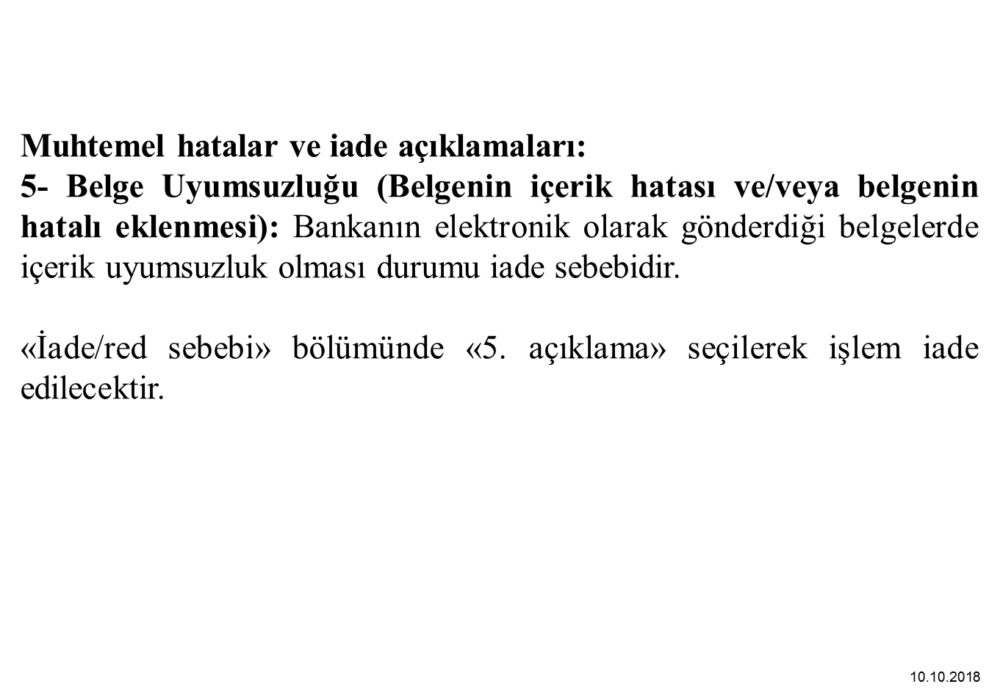 Muhtemel hatalar ve iade açıklamaları:
5- Belge Uyumsuzluğu (Belgenin içerik hatası ve/veya belgenin
hatalı eklenmesi): Bankanın elektronik olarak gönderdiği belgelerde
içerik uyumsuzluk olması durumu iade sebebidir.
«İade/red sebebi» bölümünde «5. açıklama» seçilerek işlem iade
edilecektir.
10.10.2018